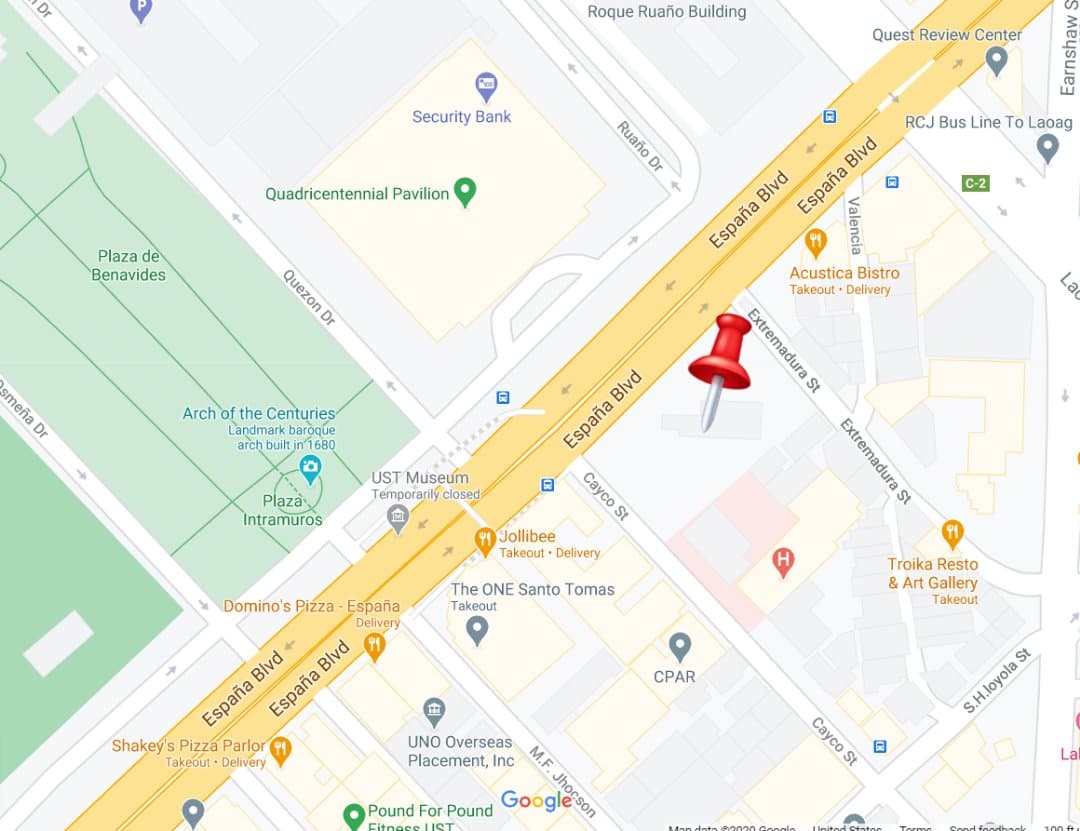 Dr
P
Roque Ruaño Building
Earnshaw S
Quest Review Center
Security Bank
RCJ Bus Line To Laoag
Ruaño Dr
España Blvd
España Blvd
C-2
Quadricentennial Pavilion
Valencia
Plaza de
Benavides
Quezon Dr
Acustica Bistro
Takeout • Delivery
Extremadura St
España Blvd
Osmeña Dr
Arch of the Centuries
Landmark baroque
arch built in 1680
Extremadura St
UST Museum
Temporarily closed
Cayco St
Plaza
Intramuros
Jollibee
Takeout • Delivery
H
Troika Resto
& Art Gallery
Takeout
The ONE Santo Tomas
Takeout
Domino's Pizza - España
Delivery
España Blvd
España Blvd
CPAR
S.H.loyola St
UNO Overseas
Placement, Inc
Cayco St
Shakey's Pizza Parlor
Takeout • Delivery
M.F. Jhocson
Google
Pound For Pound
Fitness UST
Map data ©2020 Google United States Terms Send feedback 100 ft